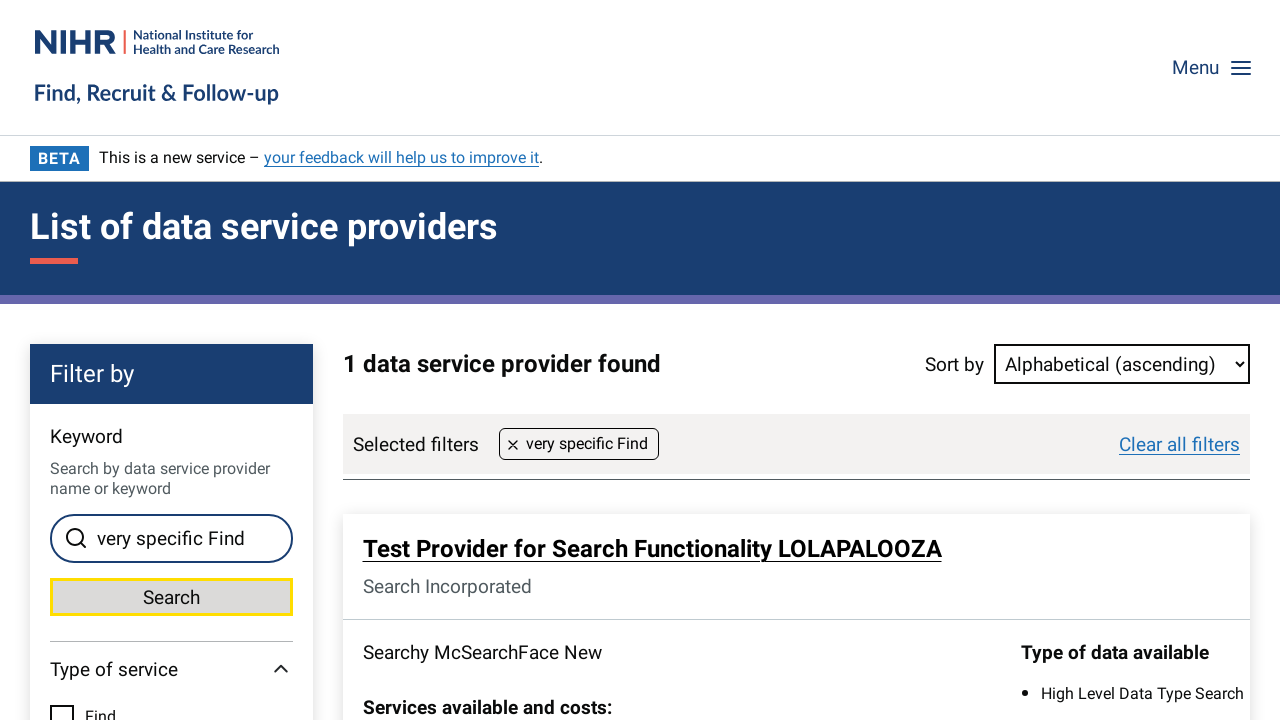 NIHR | National Institute for
Health and Care Research
Find, Recruit & Follow-up
Menu
BETA This is a new service – your feedback will help us to improve it.
List of data service providers
Filter by
Keyword
Search by data service provider
name or keyword
very specific Find
Search
Type of service
Find
1 data service provider found
Sort by Alphabetical (ascending)
Selected filters very specific Find Clear all filters
Test Provider for Search Functionality LOLAPALOOZA
Search Incorporated
Searchy McSearchFace New
Services available and costs:
Type of data available
• High Level Data Type Search